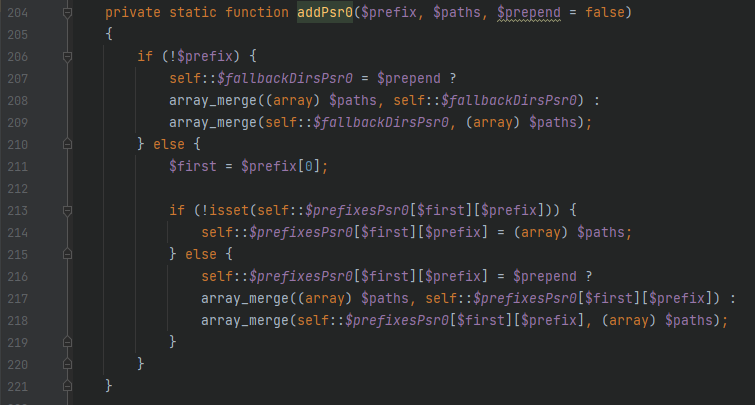 204 private static function addPsr0($prefix, $paths, $prepend = false)
205 {
206 if (!$prefix) {
207 self::$fallbackDirsPsr0 = $prepend ?
208 array_merge((array) $paths, self::$fallbackDirsPsr0) :
209 array_merge(self::$fallbackDirsPsr0, (array) $paths);
210 } else {
211 $first = $prefix[0];
212
213 if (!isset(self::$prefixesPsr0[$first][$prefix])) {
214 self::$prefixesPsr0[$first][$prefix] = (array) $paths;
215 } else {
216 self::$prefixesPsr0[$first][$prefix] = $prepend ?
217 array_merge((array) $paths, self::$prefixesPsr0[$first][$prefix]) :
218 array_merge(self::$prefixesPsr0[$first][$prefix], (array) $paths);
219 }
220 }
221 }